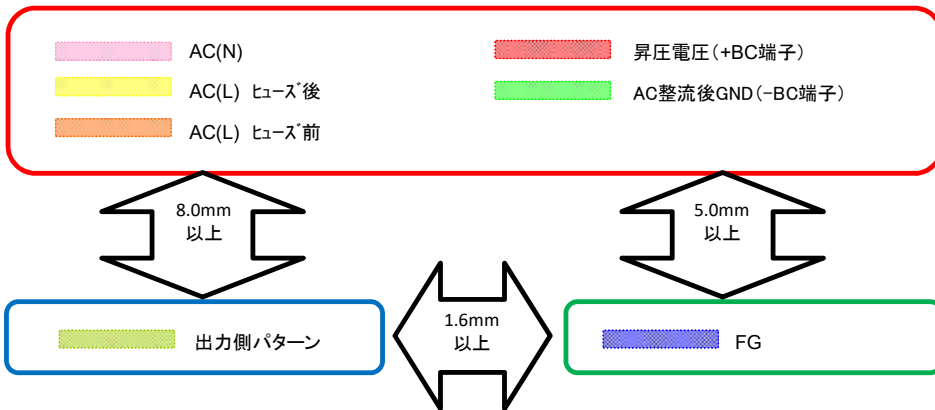 AC(N)
AC(L) ﾋｭｰｽﾞ後
AC(L) ﾋｭｰｽﾞ前
昇圧電圧(+BC端子)
AC整流後GND(−BC端子)
8.0mm
以上
5.0mm
以上
1.6mm
以上
出力側パターン
FG